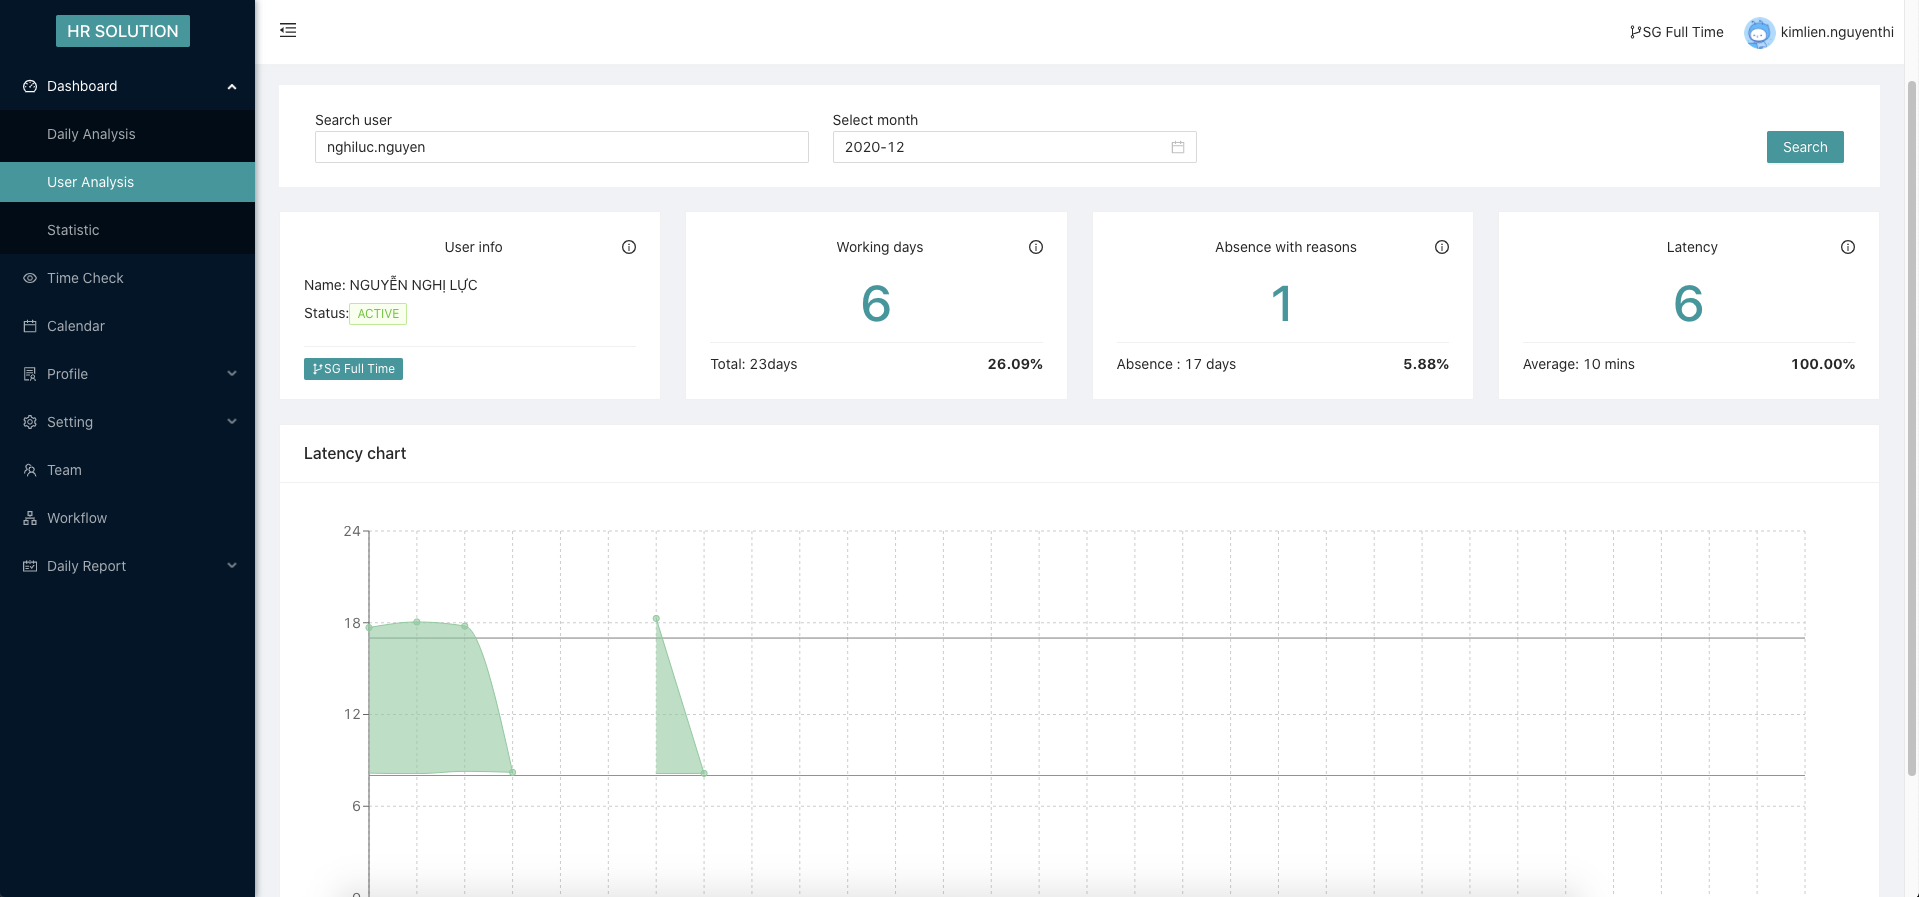 HR SOLUTION
Dashboard
Daily Analysis
User Analysis
Statistic
Time Check
Calendar
Profile
Setting
Team
Workflow
Daily Report
SG Full Time
kimlien.nguyenthi
Search user
nghiluc.nguyen
Select month
2020-12
Search
User info
Name: NGUYỄN NGHỊ LỰC
Status: ACTIVE
SG Full Time
Working days
6
Total: 23days
26.09%
Absence with reasons
1
Absence : 17 days
5.88%
Latency
6
Average: 10 mins
100.00%
Latency chart
24
18
12
6
0